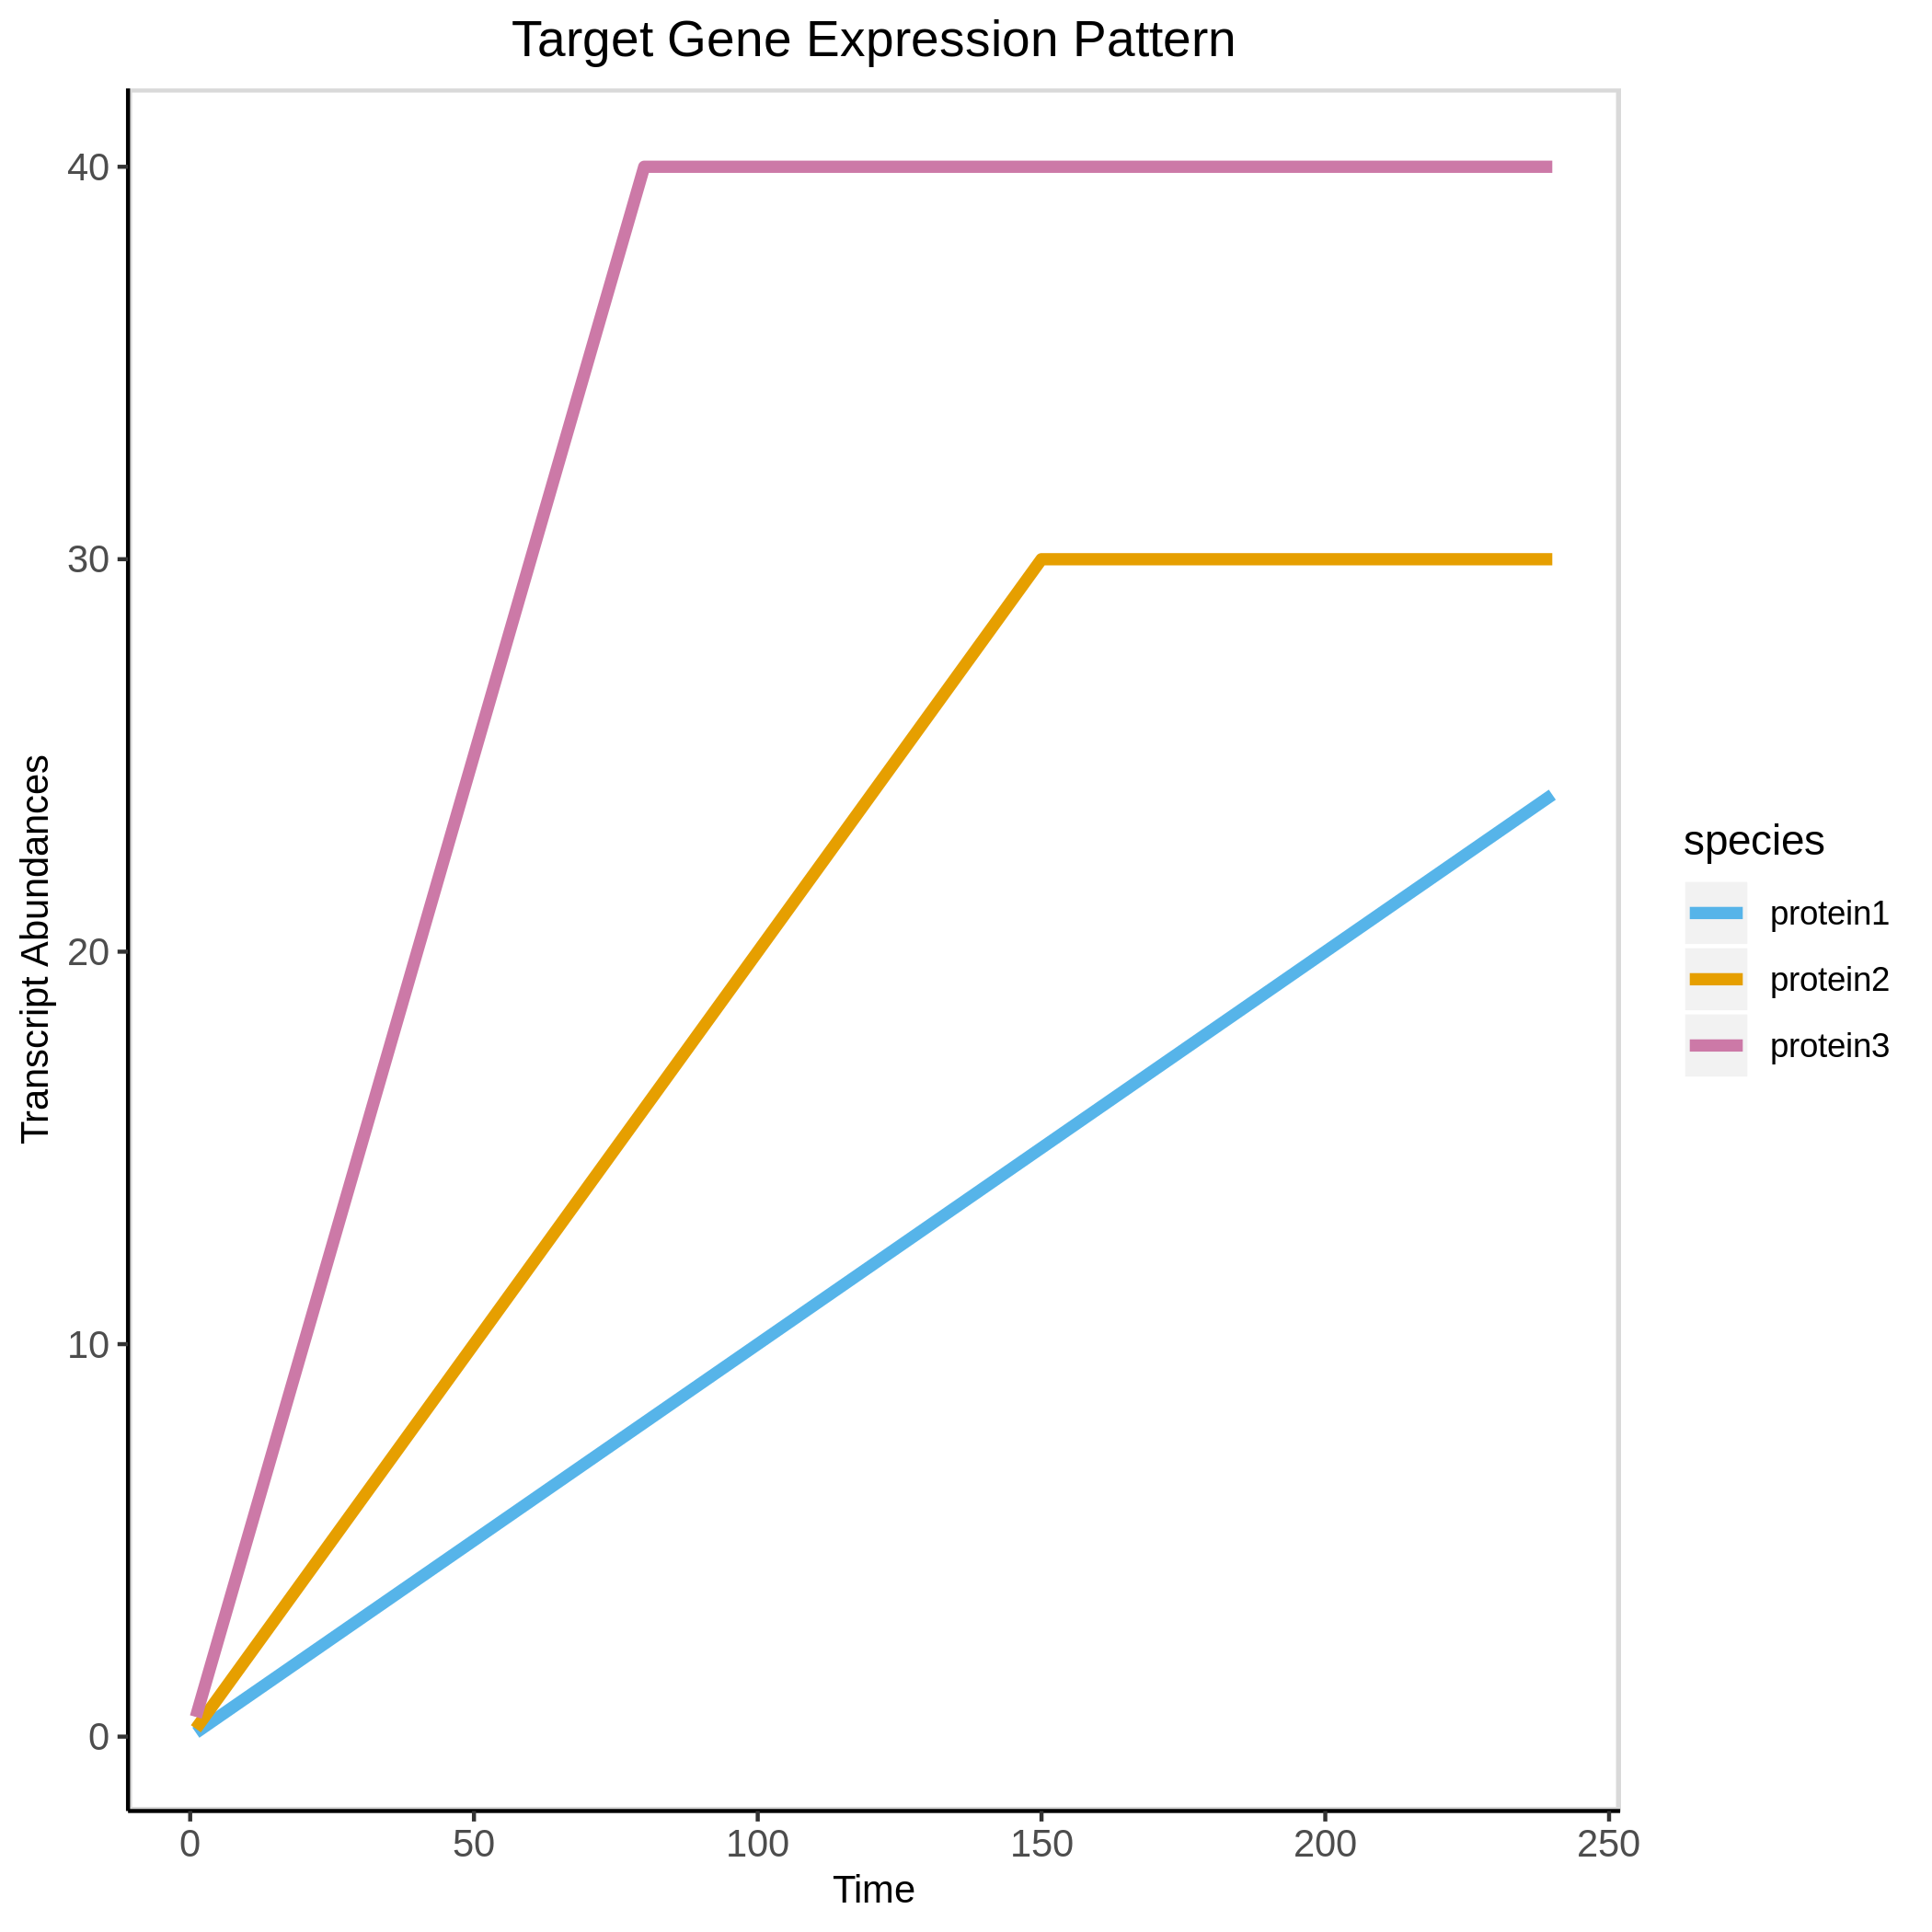 Target Gene Expression Pattern
Transcript Abundances
40
30
20
10
0
0 50 100 150 200 250
Time
species
protein1
protein2
protein3